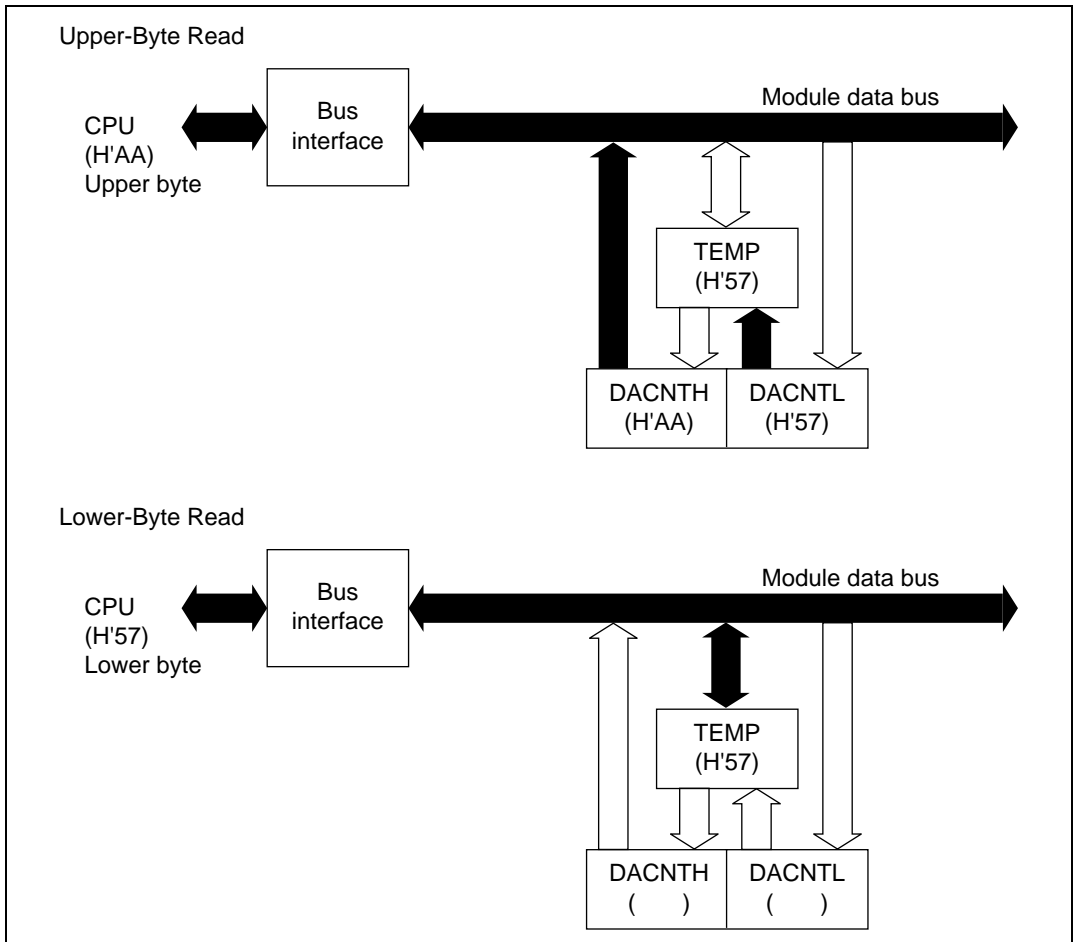 Upper-Byte Read
CPU
(H'AA)
Upper byte
Bus
interface
Module data bus
TEMP
(H'57)
DACNTH
(H'AA)
DACNTL
(H'57)
Lower-Byte Read
CPU
(H'57)
Lower byte
Bus
interface
Module data bus
TEMP
(H'57)
DACNTH
( )
DACNTL
( )